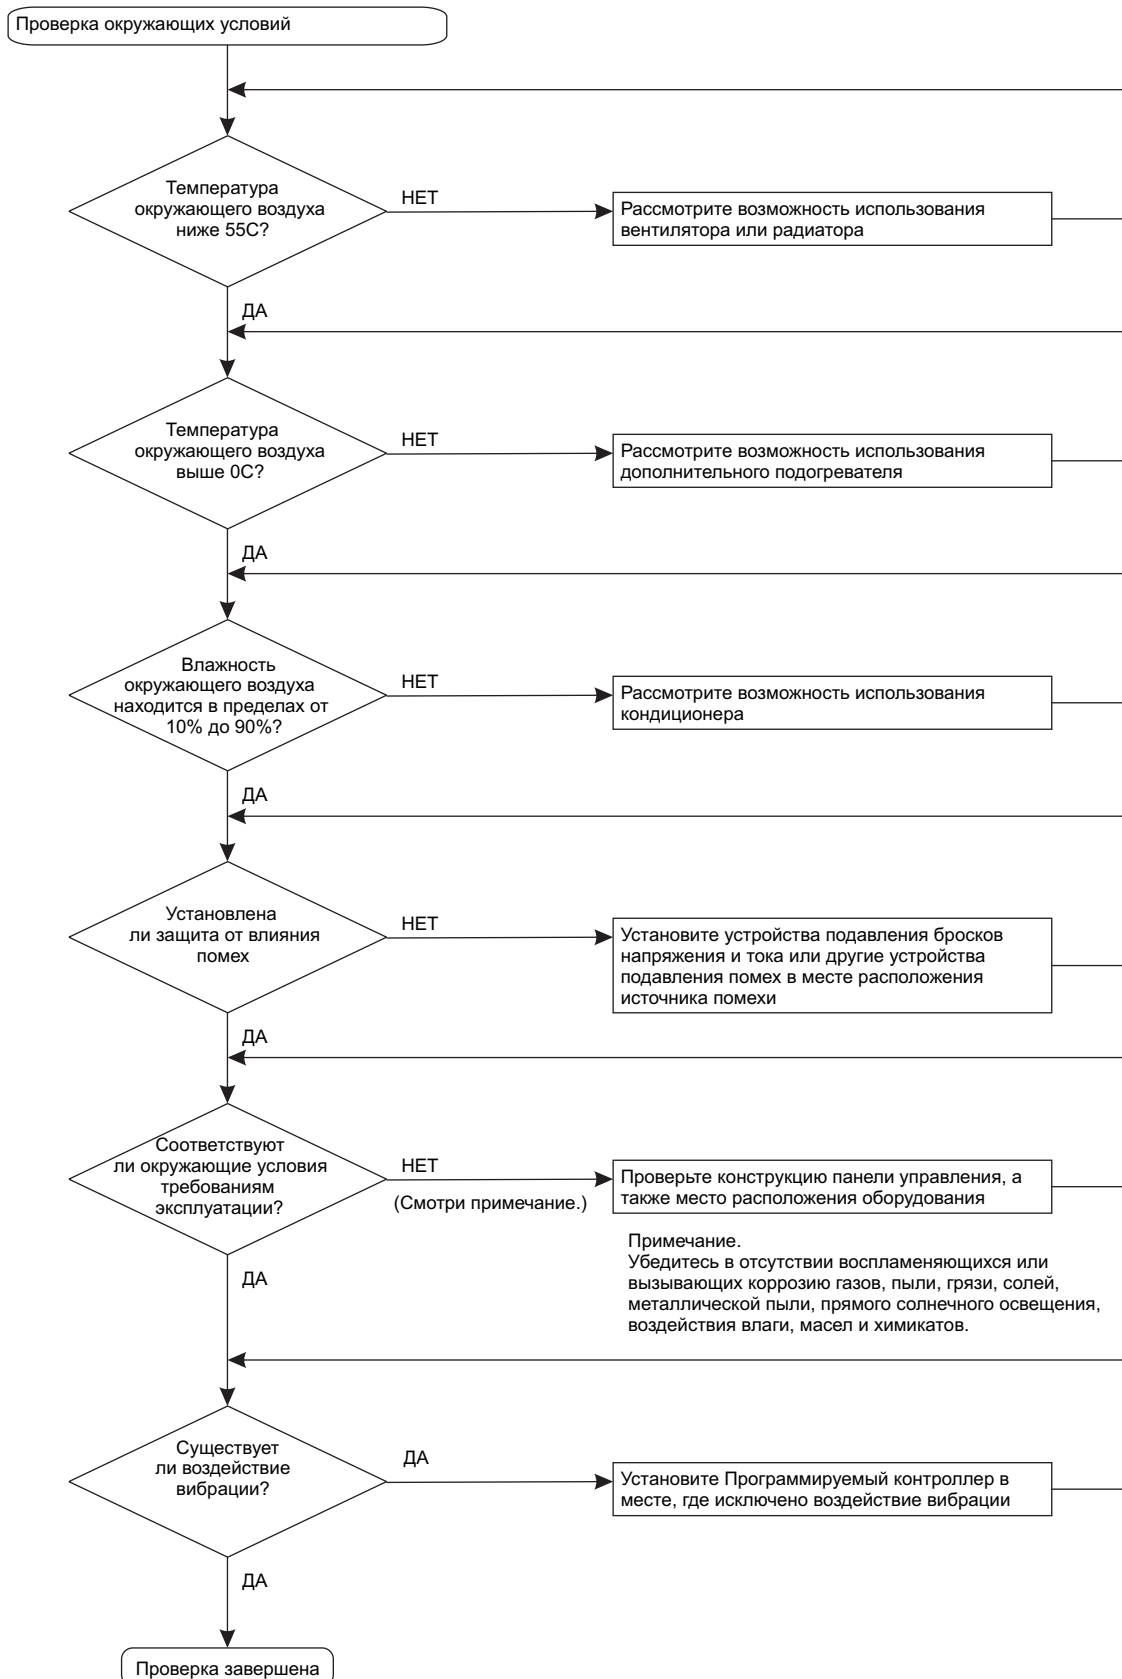 Проверка окружающих условий
Температура
окружающего воздуха
ниже 55С?
НЕТ
Рассмотрите возможность использования
вентилятора или радиатора
ДА
Температура
окружающего воздуха
выше 0С?
НЕТ
Рассмотрите возможность использования
дополнительного подогревателя
ДА
Влажность
окружающего воздуха
находится в пределах от
10% до 90%?
НЕТ
Рассмотрите возможность использования
кондиционера
ДА
Установлена
ли защита от влияния
помех
НЕТ
Установите устройства подавления бросков
напряжения и тока или другие устройства
подавления помех в месте расположения
источника помехи
ДА
Соответствуют
ли окружающие условия
требованиям
эксплуатации?
НЕТ
(Смотри примечание.)
Проверьте конструкцию панели управления, а
также место расположения оборудования
Примечание.
Убедитесь в отсутствии воспламеняющихся или
вызывающих коррозию газов, пыли, грязи, солей,
металлической пыли, прямого солнечного освещения,
воздействия влаги, масел и химикатов.
ДА
Существует
ли воздействие
вибрации?
ДА
Установите Программируемый контроллер в
месте, где исключено воздействие вибрации
ДА
Проверка завершена